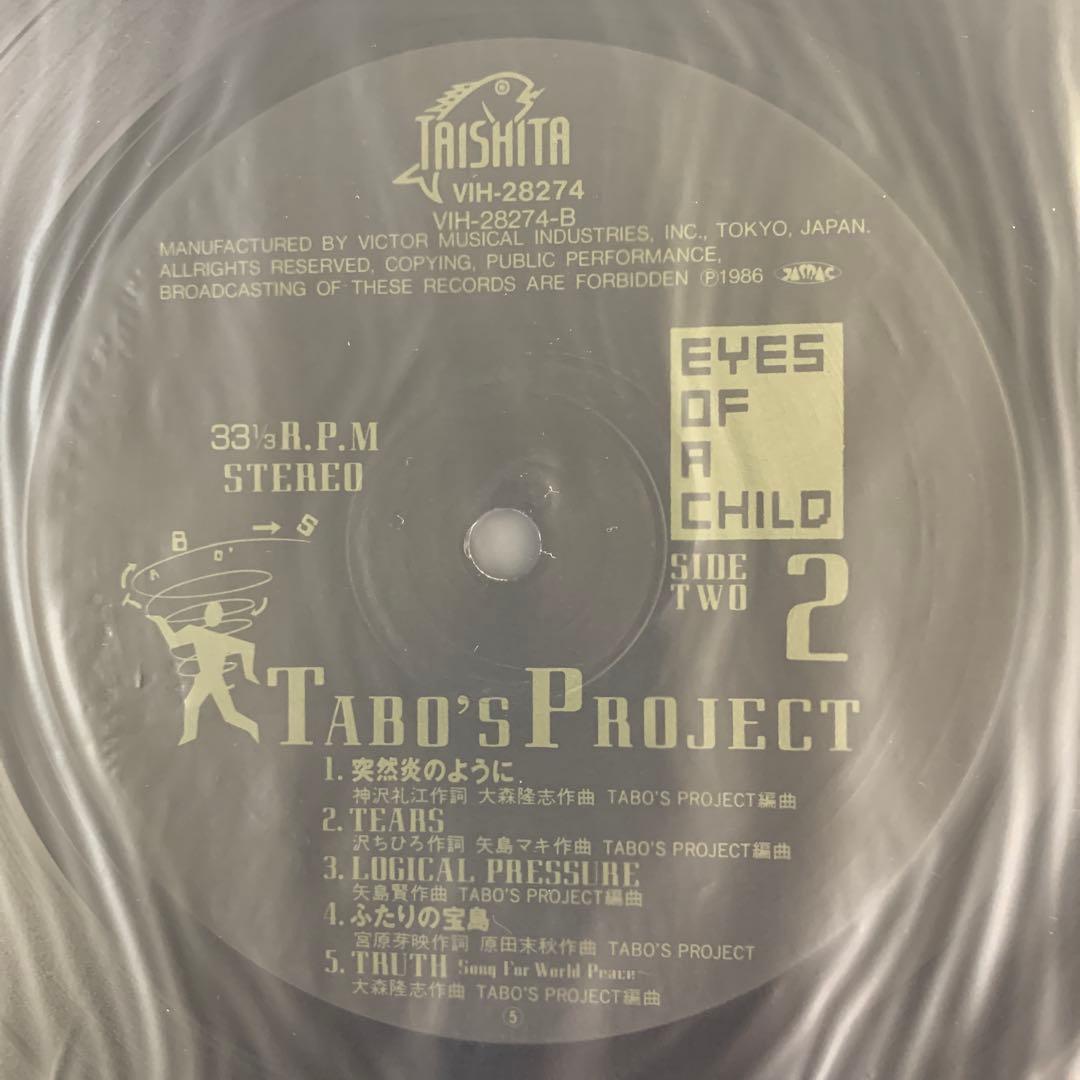 TAISHITA
VIH-28274
VIH-28274-B
MANUFACTURED BY VICTOR MUSICAL INDUSTRIES, INC., TOKYO, JAPAN.
ALLRIGHTS RESERVED, COPYING, PUBLIC PERFORMANCE,
BROADCASTING OF THESE RECORDS ARE FORBIDDEN Ⓟ1986 JASRAC
EYES
OF
A
CHILD
33⅓ R.P.M
STEREO
SIDE
TWO
2
T A B O' → S
TABO'S PROJECT
1. 突然炎のように
神沢礼江作詞 大森隆志作曲 TABO'S PROJECT編曲
2. TEARS
沢ちひろ作詞 矢島マキ作曲 TABO'S PROJECT編曲
3. LOGICAL PRESSURE
矢島賢作曲 TABO'S PROJECT編曲
4. ふたりの宝島
宮原芽映作詞 原田末秋作曲 TABO'S PROJECT
5. TRUTH Song For World Peace
大森隆志作曲 TABO'S PROJECT編曲
⑤